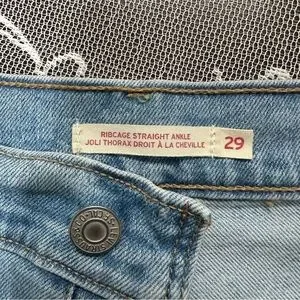 RIBCAGE STRAIGHT ANKLE
JOLI THORAX DROIT À LA CHEVILLE
29